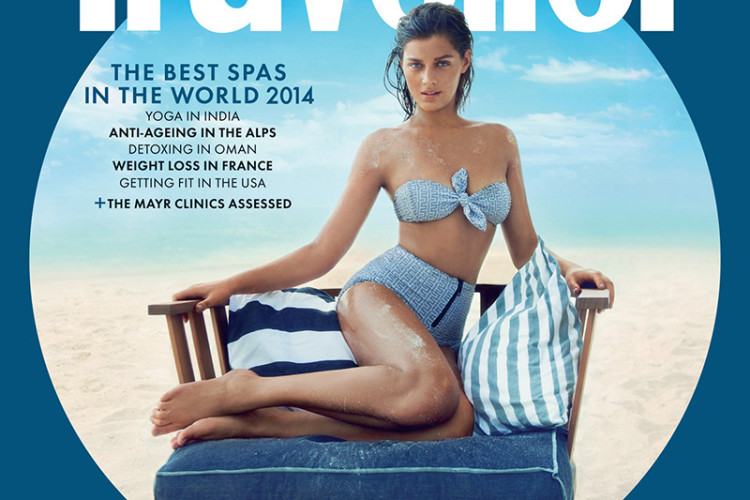 Traveller
THE BEST SPAS
IN THE WORLD 2014
YOGA IN INDIA
ANTI-AGEING IN THE ALPS
DETOXING IN OMAN
WEIGHT LOSS IN FRANCE
GETTING FIT IN THE USA
+THE MAYR CLINICS ASSESSED